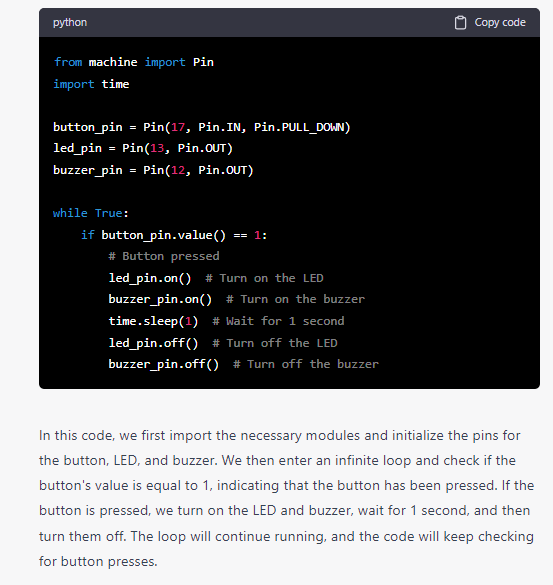 python
Copy code
from machine import Pin
import time
button_pin = Pin(17, Pin.IN, Pin.PULL_DOWN)
led_pin = Pin(13, Pin.OUT)
buzzer_pin = Pin(12, Pin.OUT)
while True:
    if button_pin.value() == 1:
        # Button pressed
        led_pin.on()  # Turn on the LED
        buzzer_pin.on()  # Turn on the buzzer
        time.sleep(1)  # Wait for 1 second
        led_pin.off()  # Turn off the LED
        buzzer_pin.off()  # Turn off the buzzer
In this code, we first import the necessary modules and initialize the pins for
the button, LED, and buzzer. We then enter an infinite loop and check if the
button's value is equal to 1, indicating that the button has been pressed. If the
button is pressed, we turn on the LED and buzzer, wait for 1 second, and then
turn them off. The loop will continue running, and the code will keep checking
for button presses.